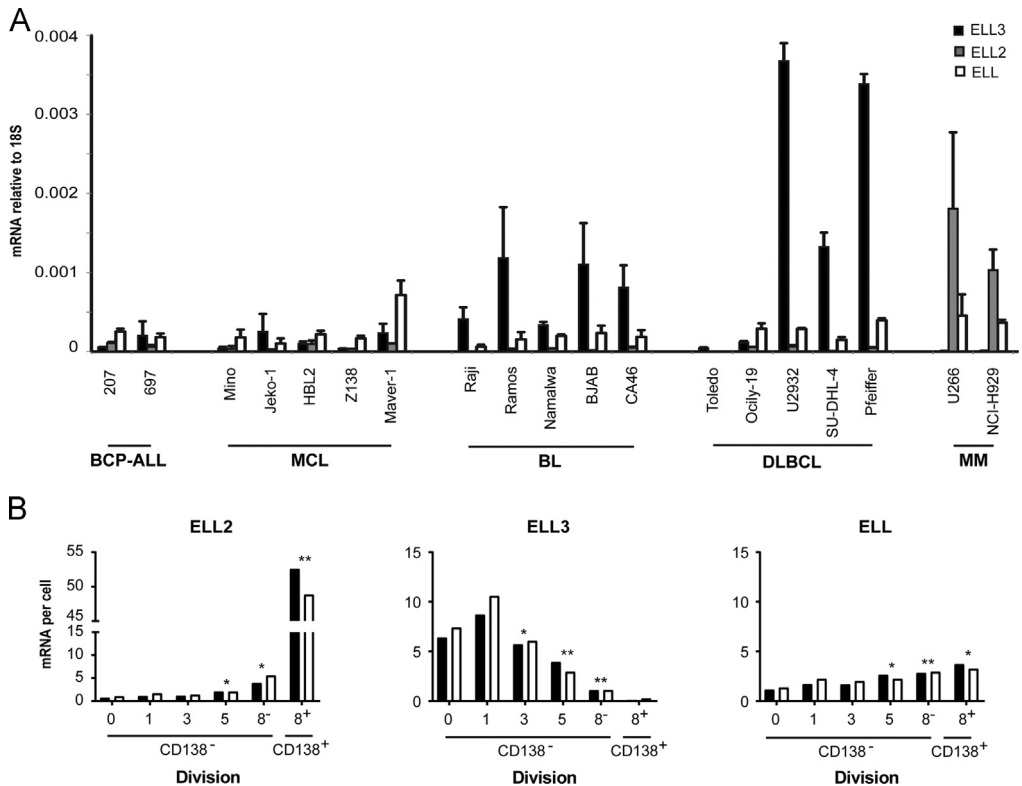 A
0.004
0.003
0.002
0.001
0
mRNA relative to 18S
ELL3
ELL2
ELL
207
697
Mino
Jeko-1
HBL2
Z138
Maver-1
Raji
Ramos
Namalwa
BJAB
CA46
Toledo
Ocily-19
U2932
SU-DHL-4
Pfeiffer
U266
NCI-H929
BCP-ALL
MCL
BL
DLBCL
MM
B
ELL2
mRNA per cell
55
50
45
15
10
5
0
* * **
0 1 3 5 8⁻ 8⁺
CD138⁻ CD138⁺
Division
ELL3
15
10
5
0
* ** **
0 1 3 5 8⁻ 8⁺
CD138⁻ CD138⁺
Division
ELL
15
10
5
0
* ** *
0 1 3 5 8⁻ 8⁺
CD138⁻ CD138⁺
Division